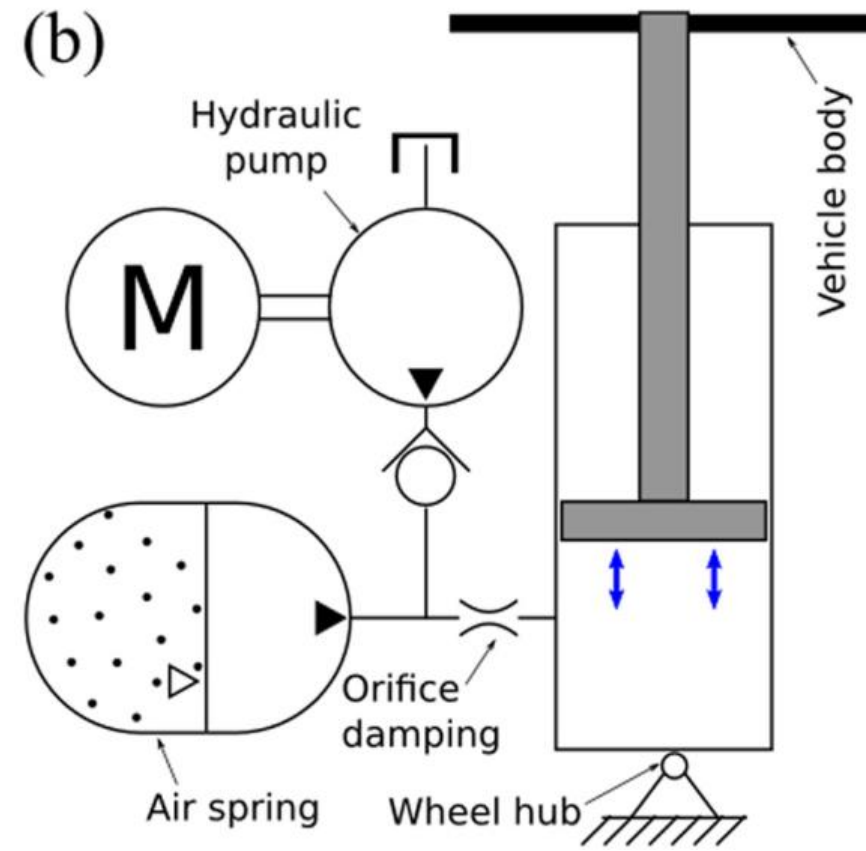 (b)
Hydraulic
pump
Vehicle body
M
Orifice
damping
Air spring
Wheel hub